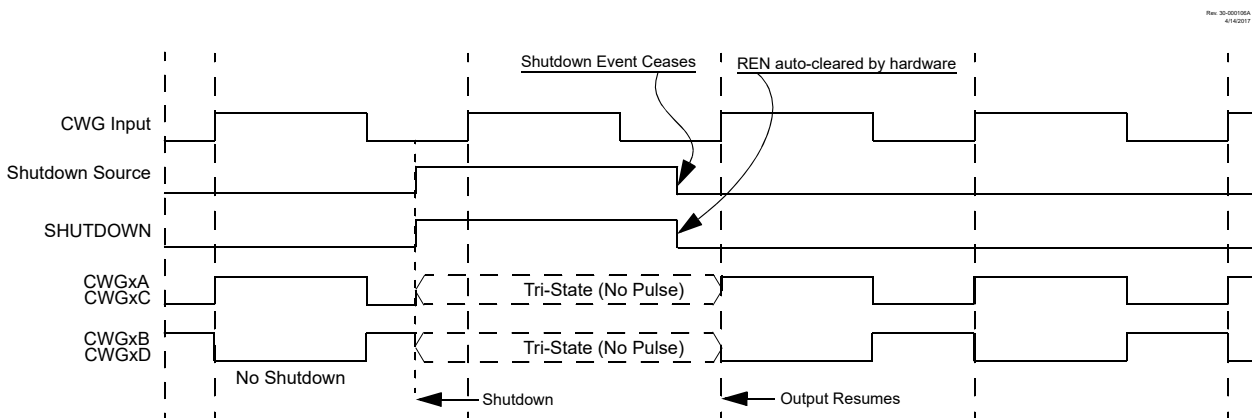 Rev. 30-000108A
4/14/2017
Shutdown Event Ceases
REN auto-cleared by hardware
CWG Input
Shutdown Source
SHUTDOWN
CWGxA
CWGxC
Tri-State (No Pulse)
CWGxB
CWGxD
Tri-State (No Pulse)
No Shutdown
Shutdown
Output Resumes